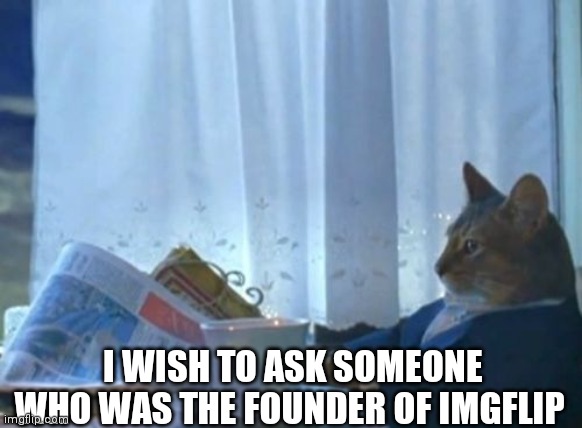 I WISH TO ASK SOMEONE
WHO WAS THE FOUNDER OF IMGFLIP
imgflip.com